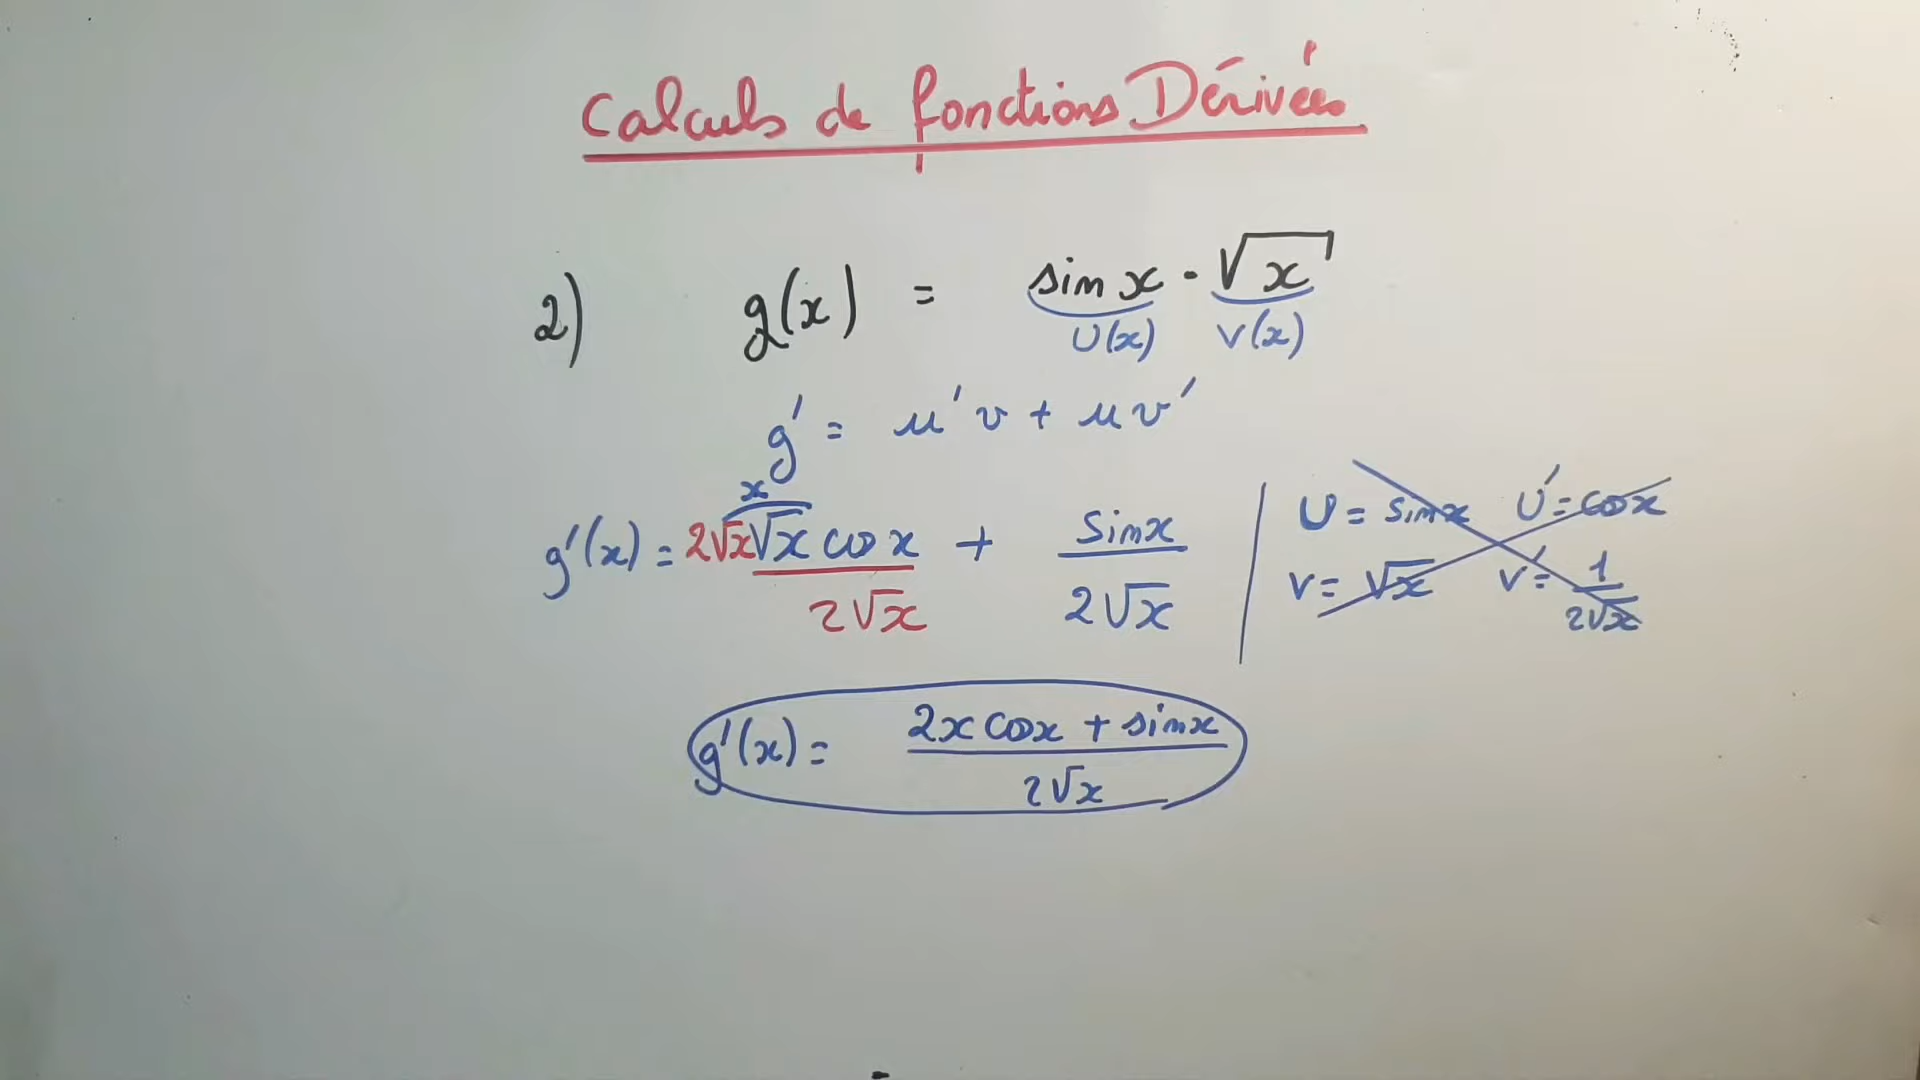 Calculs de fonctions Dérivées
2) g(x) = sin x · √x
U(x) V(x)
g' = u'v + uv'
x
g'(x) = 2√x√x cos x / 2√x + sin x / 2√x
U = sin x U' = cos x
V = √x V' = 1 / 2√x
g'(x) = 2x cos x + sin x / 2√x